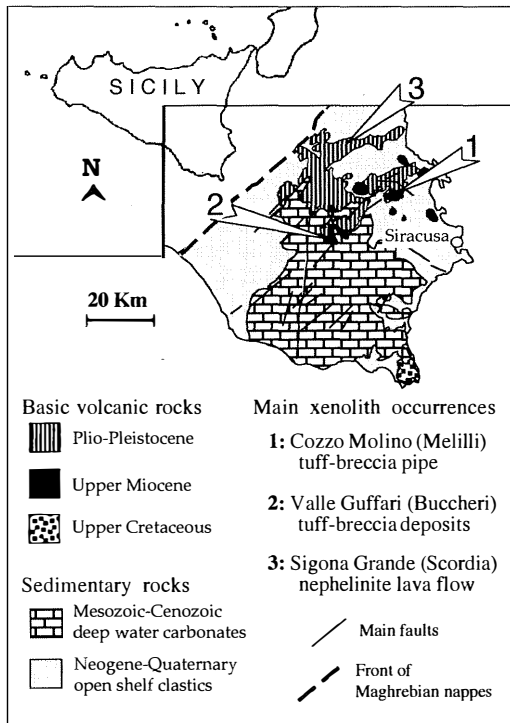 SICILY
3
1
N
2
Siracusa
20 Km
Basic volcanic rocks
Plio-Pleistocene
Upper Miocene
Upper Cretaceous
Sedimentary rocks
Mesozoic-Cenozoic
deep water carbonates
Neogene-Quaternary
open shelf clastics
Main xenolith occurrences
1: Cozzo Molino (Melilli)
tuff-breccia pipe
2: Valle Guffari (Buccheri)
tuff-breccia deposits
3: Sigona Grande (Scordia)
nephelinite lava flow
Main faults
Front of
Maghrebian nappes